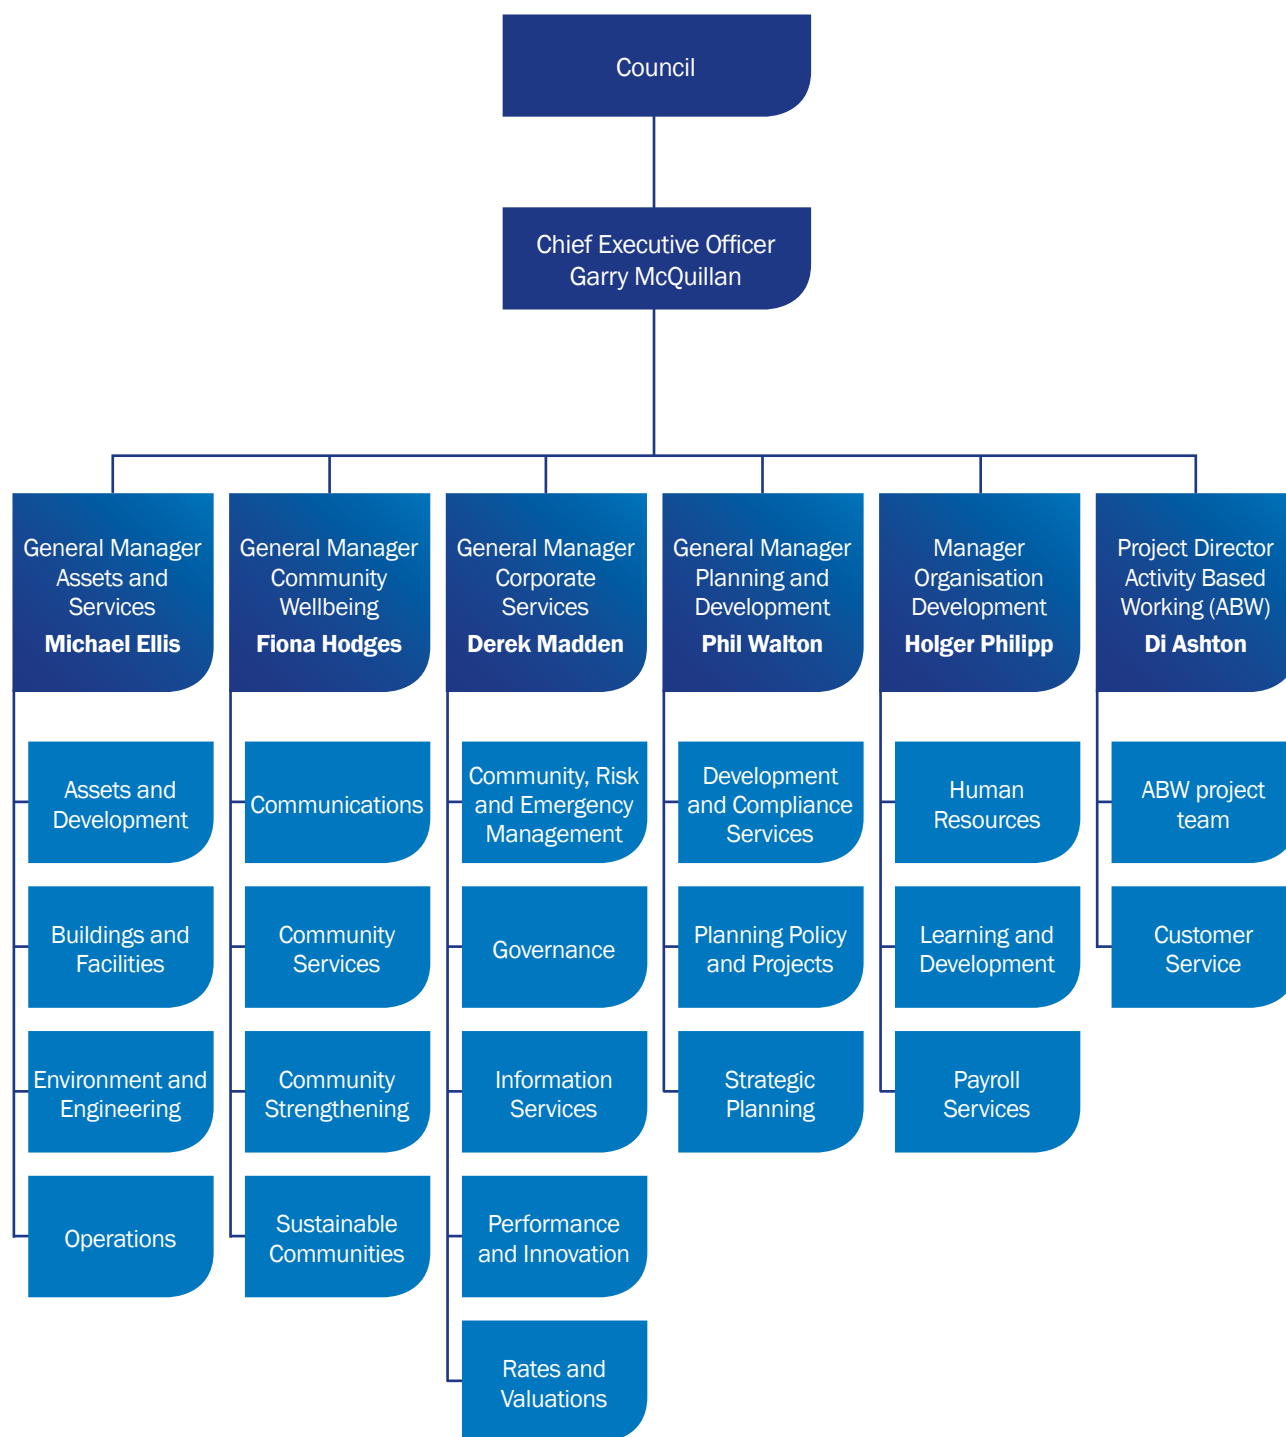 Council
Chief Executive Officer
Garry McQuillan
General Manager
Assets and
Services
Michael Ellis
General Manager
Community
Wellbeing
Fiona Hodges
General Manager
Corporate
Services
Derek Madden
General Manager
Planning and
Development
Phil Walton
Manager
Organisation
Development
Holger Philipp
Project Director
Activity Based
Working (ABW)
Di Ashton
Assets and
Development
Buildings and
Facilities
Environment and
Engineering
Operations
Communications
Community
Services
Community
Strengthening
Sustainable
Communities
Community, Risk
and Emergency
Management
Governance
Information
Services
Performance
and Innovation
Rates and
Valuations
Development
and Compliance
Services
Planning Policy
and Projects
Strategic
Planning
Human
Resources
Learning and
Development
Payroll
Services
ABW project
team
Customer
Service